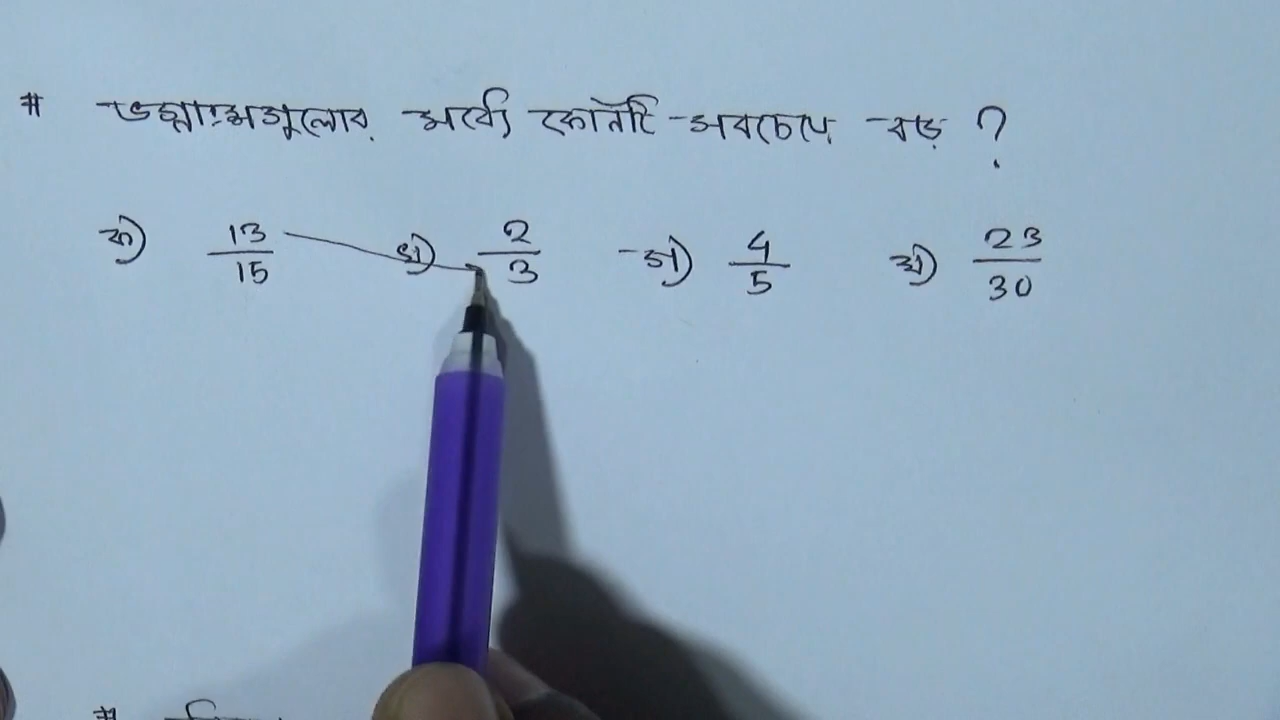 # ভগ্নাংশগুলোর মধ্যে কোনটি সবচেয়ে বড় ?
ক) 13/15 খ) 2/3 গ) 4/5 ঘ) 23/30
#